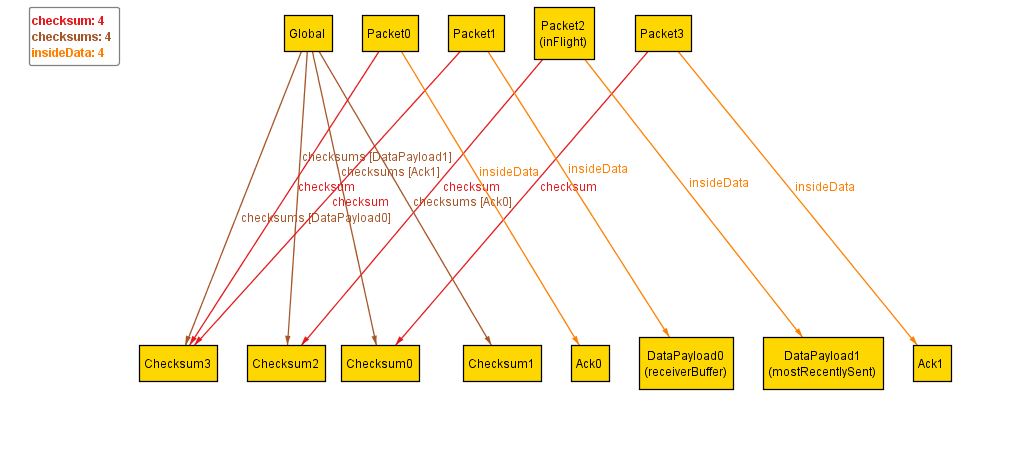 checksum: 4
checksums: 4
insideData: 4
Global
Packet0
Packet1
Packet2
(inFlight)
Packet3
checksums [DataPayload1]
checksums [Ack1]
insideData
insideData
insideData
insideData
checksum
checksum
checksum
checksum
checksums [Ack0]
checksums [DataPayload0]
Checksum3
Checksum2
Checksum0
Checksum1
Ack0
DataPayload0
(receiverBuffer)
DataPayload1
(mostRecentlySent)
Ack1